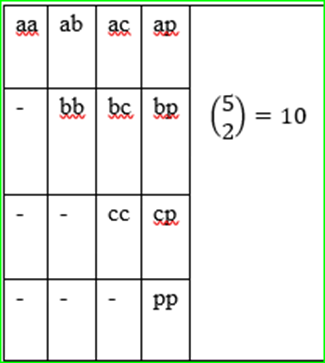 aa ab ac ap
- bb bc bp
(5 2) = 10
- - cc cp
- - - pp